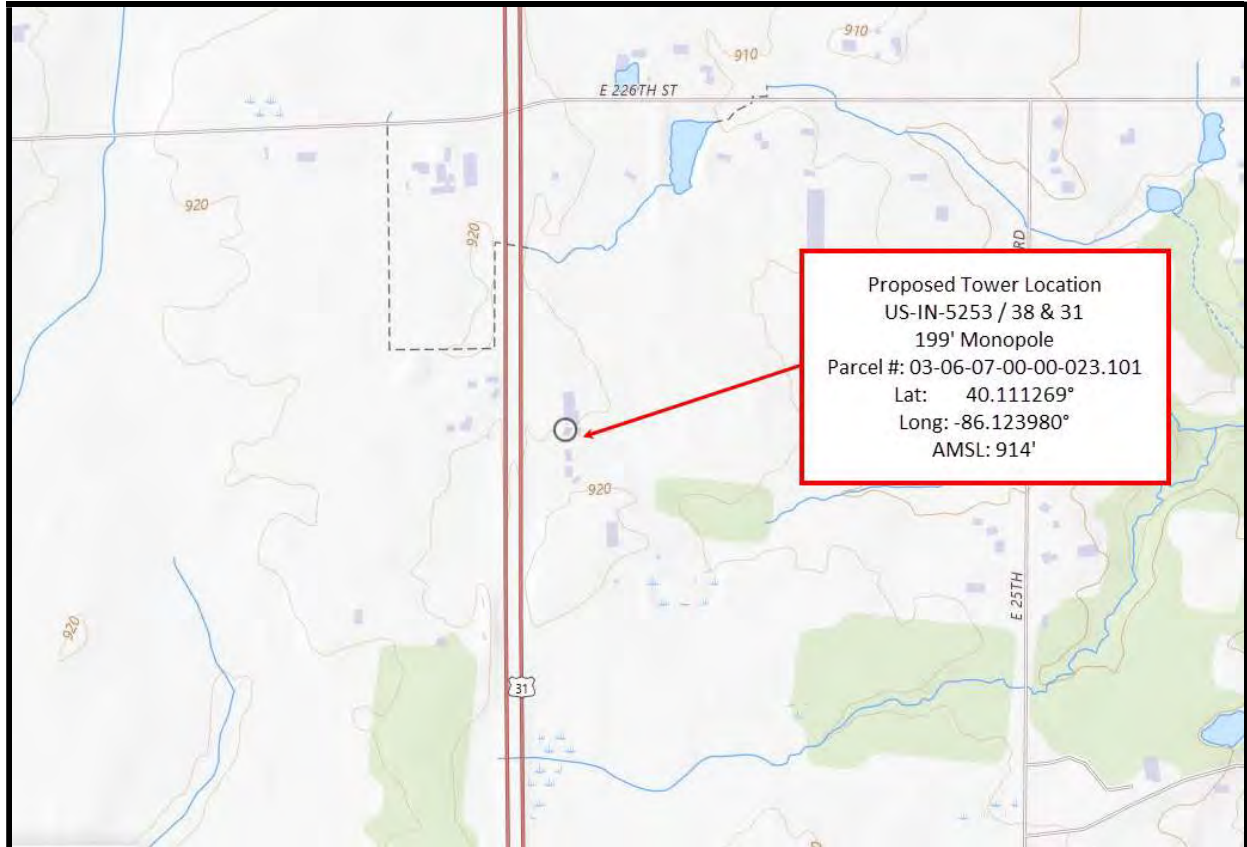 910
910
E 226TH ST
920
920
RD
Proposed Tower Location
US-IN-5253 / 38 & 31
199' Monopole
Parcel #: 03-06-07-00-00-023.101
Lat: 40.111269°
Long: -86.123980°
AMSL: 914'
920
E 25TH
920
31